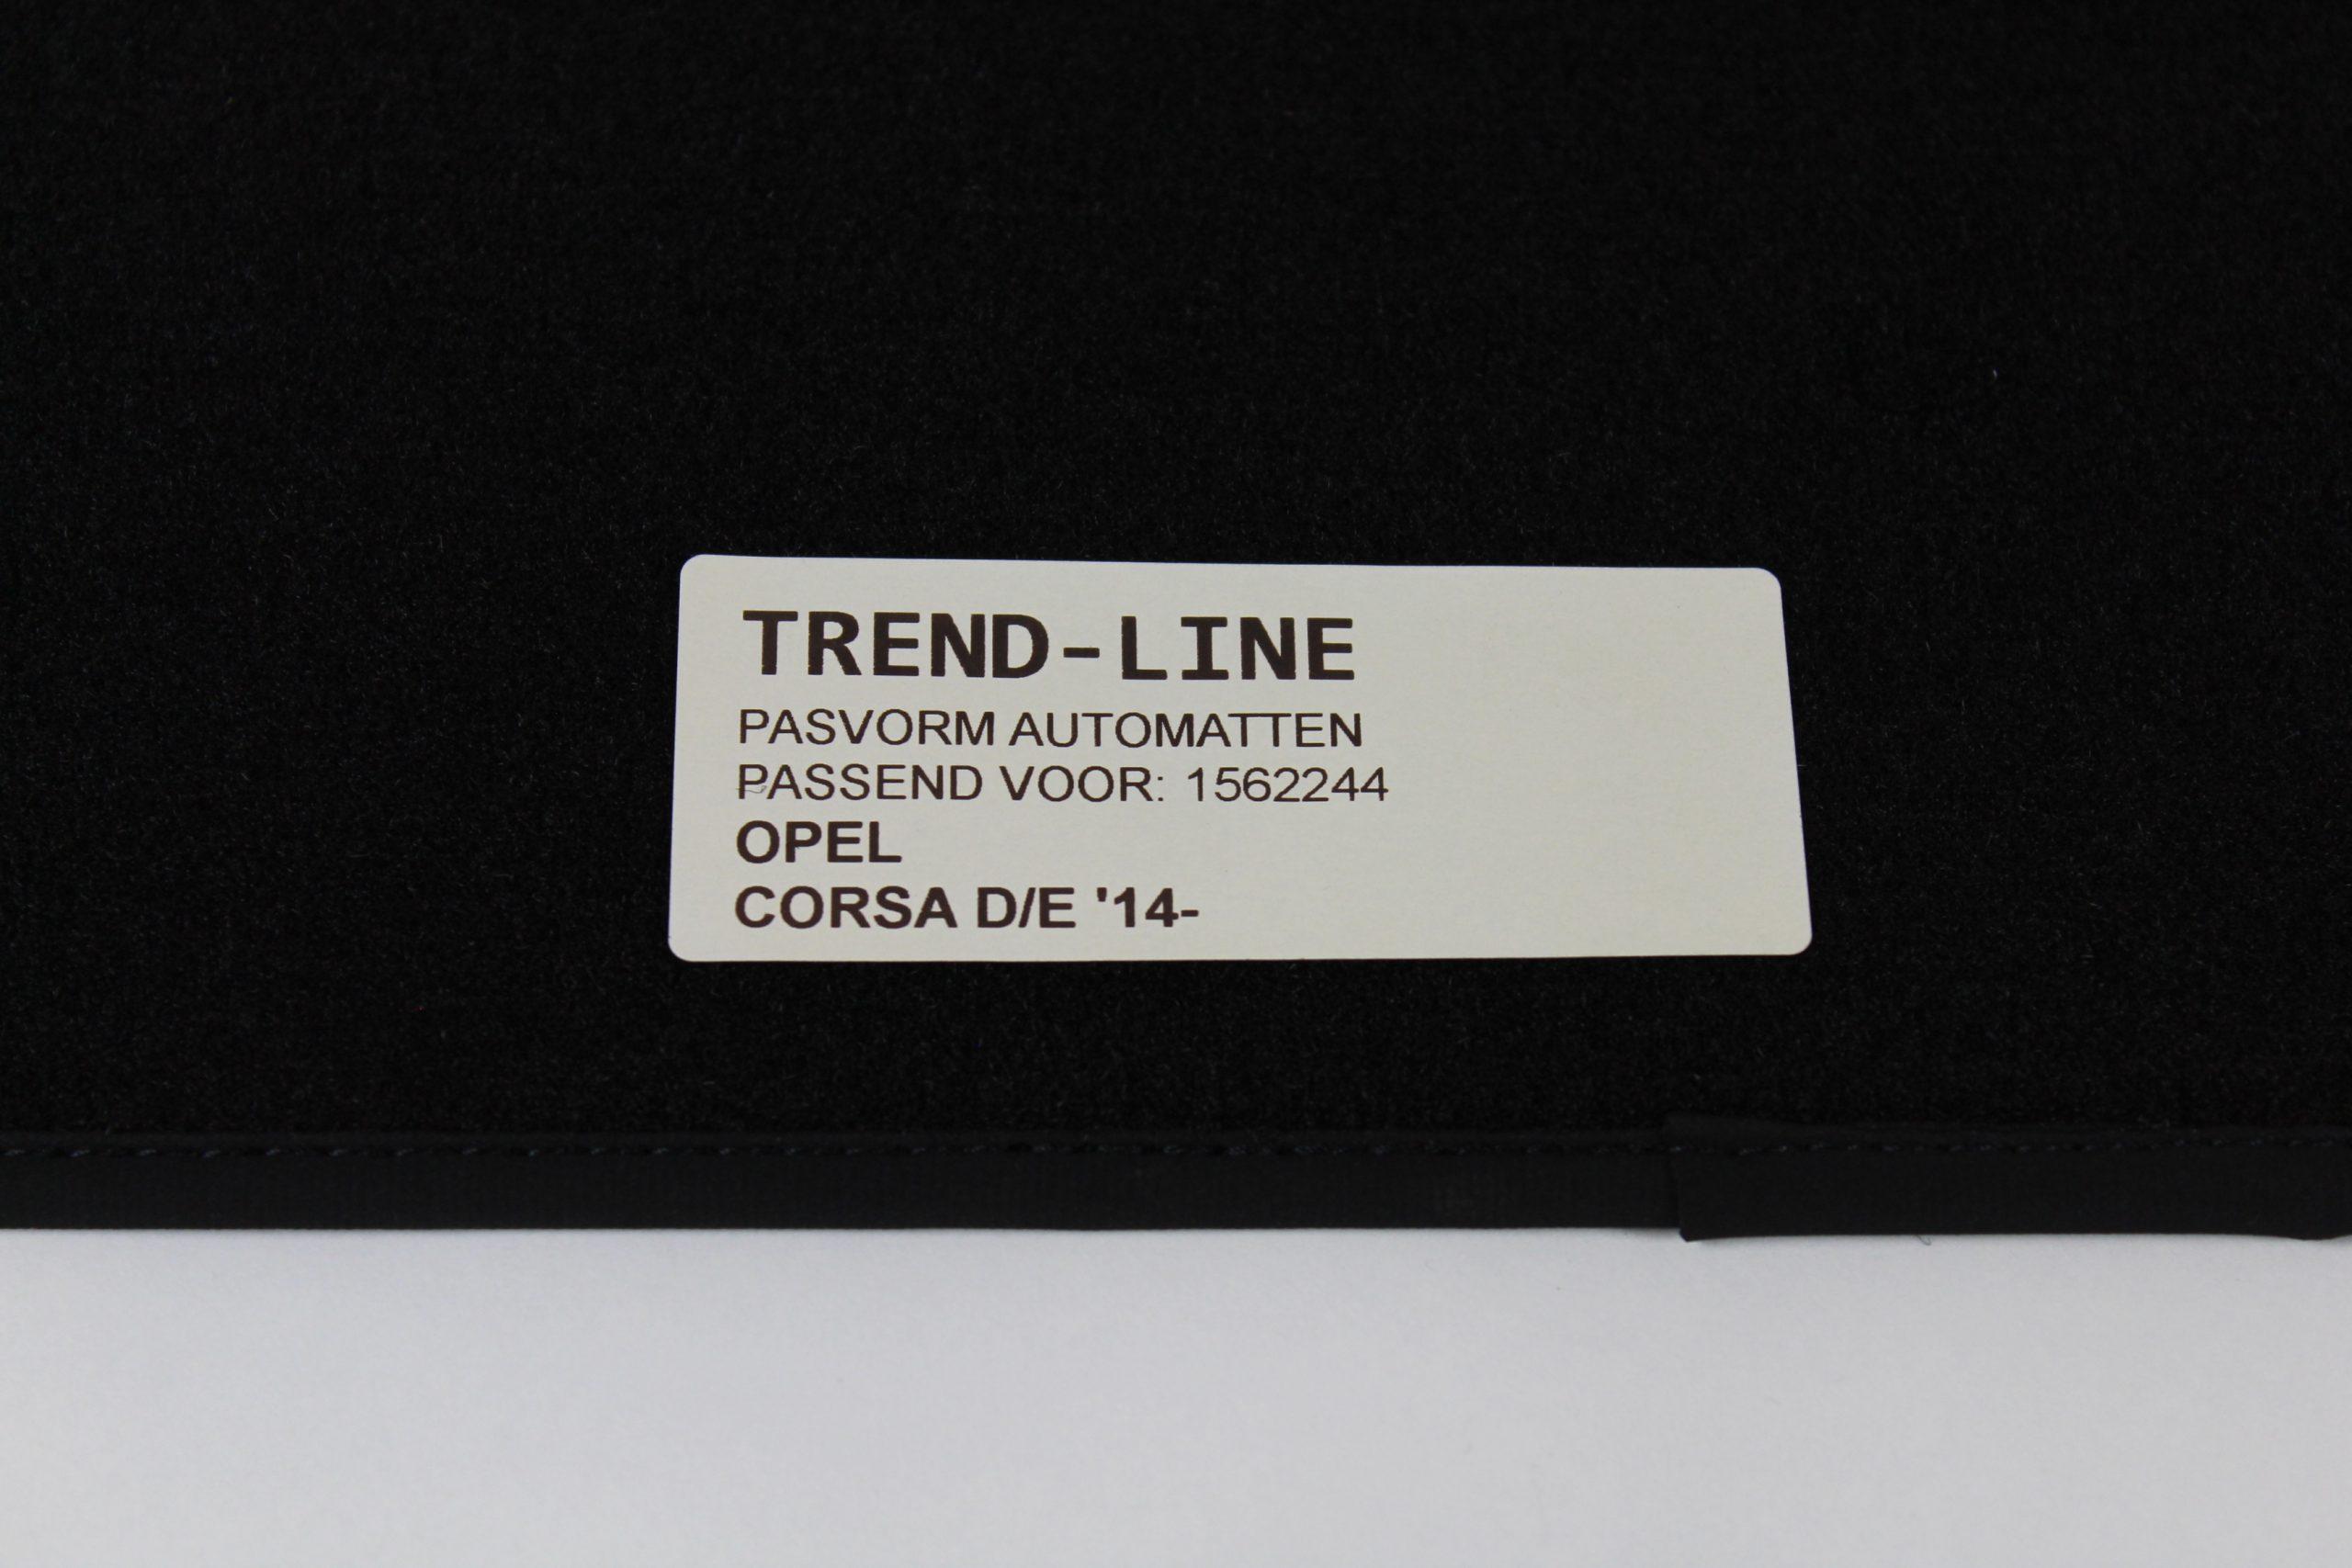 TREND-LINE
PASVORM AUTOMATTEN
PASSEND VOOR: 1562244
OPEL
CORSA D/E '14-